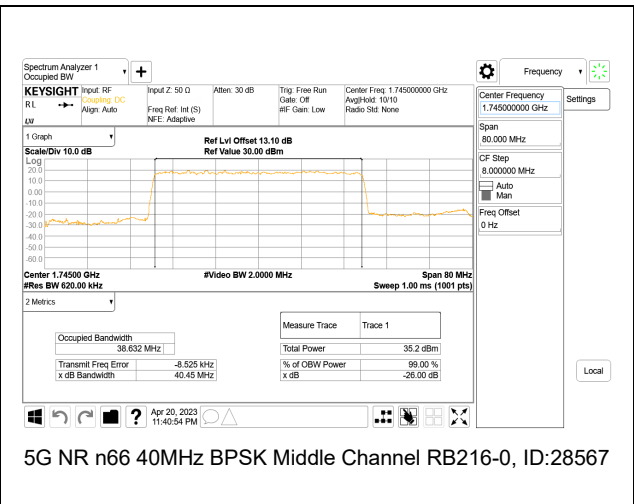 Spectrum Analyzer 1
Occupied BW
+
Frequency
KEYSIGHT Input: RF Input Z: 50 Ω Atten: 30 dB Trig: Free Run Center Freq: 1.745000000 GHz
R L Coupling: DC Gate: Off Avg|Hold: 10/10
Align: Auto Freq Ref: Int (S) #IF Gain: Low Radio Std: None
LXI NFE: Adaptive
Center Frequency
1.745000000 GHz
Settings
Span
80.000 MHz
CF Step
8.000000 MHz
Auto
Man
Freq Offset
0 Hz
Local
1 Graph
Scale/Div 10.0 dB
Ref Lvl Offset 13.10 dB
Ref Value 30.00 dBm
Log
20.0
10.0
0.00
-10.0
-20.0
-30.0
-40.0
-50.0
-60.0
Center 1.74500 GHz #Video BW 2.0000 MHz Span 80 MHz
#Res BW 620.00 kHz Sweep 1.00 ms (1001 pts)
2 Metrics
Measure Trace Trace 1
Occupied Bandwidth
38.632 MHz
Total Power 35.2 dBm
Transmit Freq Error -8.525 kHz % of OBW Power 99.00 %
x dB Bandwidth 40.45 MHz x dB -26.00 dB
? Apr 20, 2023
11:40:54 PM
5G NR n66 40MHz BPSK Middle Channel RB216-0, ID:28567